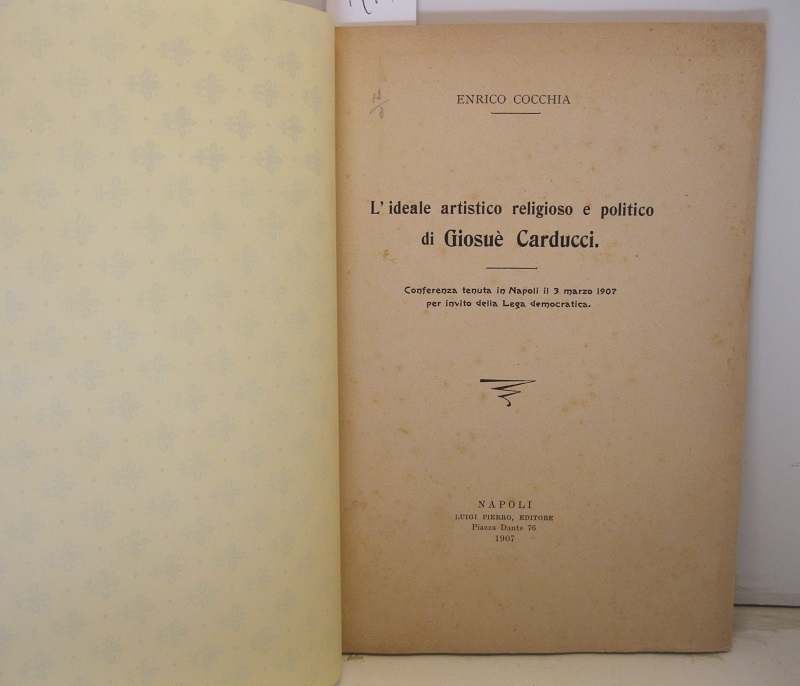 ENRICO COCCHIA
L'ideale artistico religioso e politico
di Giosuè Carducci.
Conferenza tenuta in Napoli il 3 marzo 1907
per invito della Lega democratica.
NAPOLI
LUIGI PIERRO, EDITORE
Piazza Dante 76
1907